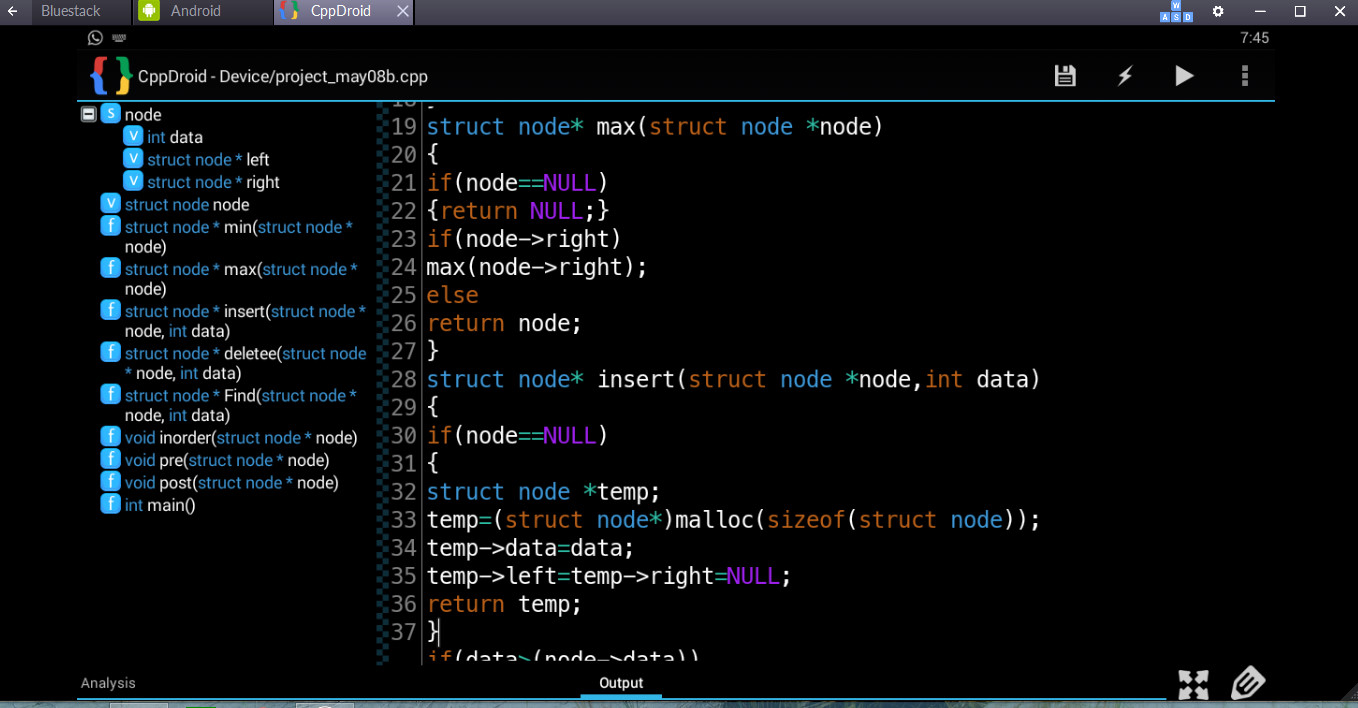 Bluestack Android CppDroid
W
A S D
7:45
CppDroid - Device/project_may08b.cpp
S node
V int data
V struct node * left
V struct node * right
V struct node node
f struct node * min(struct node *
node)
f struct node * max(struct node *
node)
f struct node * insert(struct node *
node, int data)
f struct node * deletee(struct node
* node, int data)
f struct node * Find(struct node *
node, int data)
f void inorder(struct node * node)
f void pre(struct node * node)
f void post(struct node * node)
f int main()
18 }
19 struct node* max(struct node *node)
20 {
21 if(node==NULL)
22 {return NULL;}
23 if(node->right)
24 max(node->right);
25 else
26 return node;
27 }
28 struct node* insert(struct node *node,int data)
29 {
30 if(node==NULL)
31 {
32 struct node *temp;
33 temp=(struct node*)malloc(sizeof(struct node));
34 temp->data=data;
35 temp->left=temp->right=NULL;
36 return temp;
37 }
if(data>(node->data))
Analysis
Output